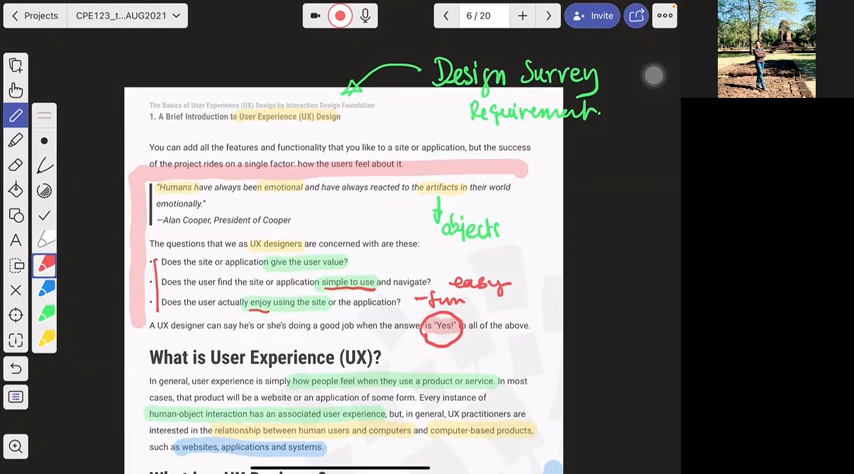 Projects
CPE123_t...AUG2021
6 / 20
Invite
Design Survey
Requirement.
The Basics of User Experience (UX) Design by Interaction Design Foundation
1. A Brief Introduction to User Experience (UX) Design
You can add all the features and functionality that you like to a site or application, but the success
of the project rides on a single factor: how the users feel about it.
"Humans have always been emotional and have always reacted to the artifacts in their world
emotionally."
—Alan Cooper, President of Cooper
objects
The questions that we as UX designers are concerned with are these:
• Does the site or application give the user value?
• Does the user find the site or application simple to use and navigate?
easy
• Does the user actually enjoy using the site or the application?
- fun
A UX designer can say he's or she's doing a good job when the answer is "Yes!" to all of the above.
What is User Experience (UX)?
In general, user experience is simply how people feel when they use a product or service. In most
cases, that product will be a website or an application of some form. Every instance of
human-object interaction has an associated user experience, but, in general, UX practitioners are
interested in the relationship between human users and computers and computer-based products,
such as websites, applications and systems.